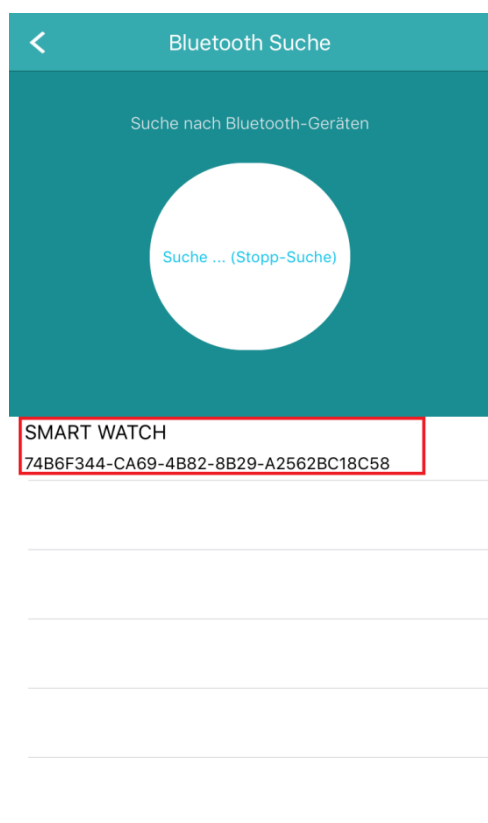 Bluetooth Suche
Suche nach Bluetooth-Geräten
Suche ... (Stopp-Suche)
SMART WATCH
74B6F344-CA69-4B82-8B29-A2562BC18C58